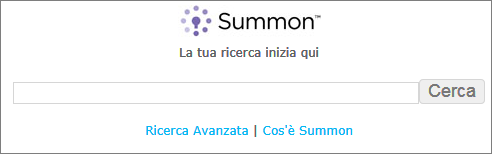 Summon™
La tua ricerca inizia qui
Cerca
Ricerca Avanzata | Cos'è Summon